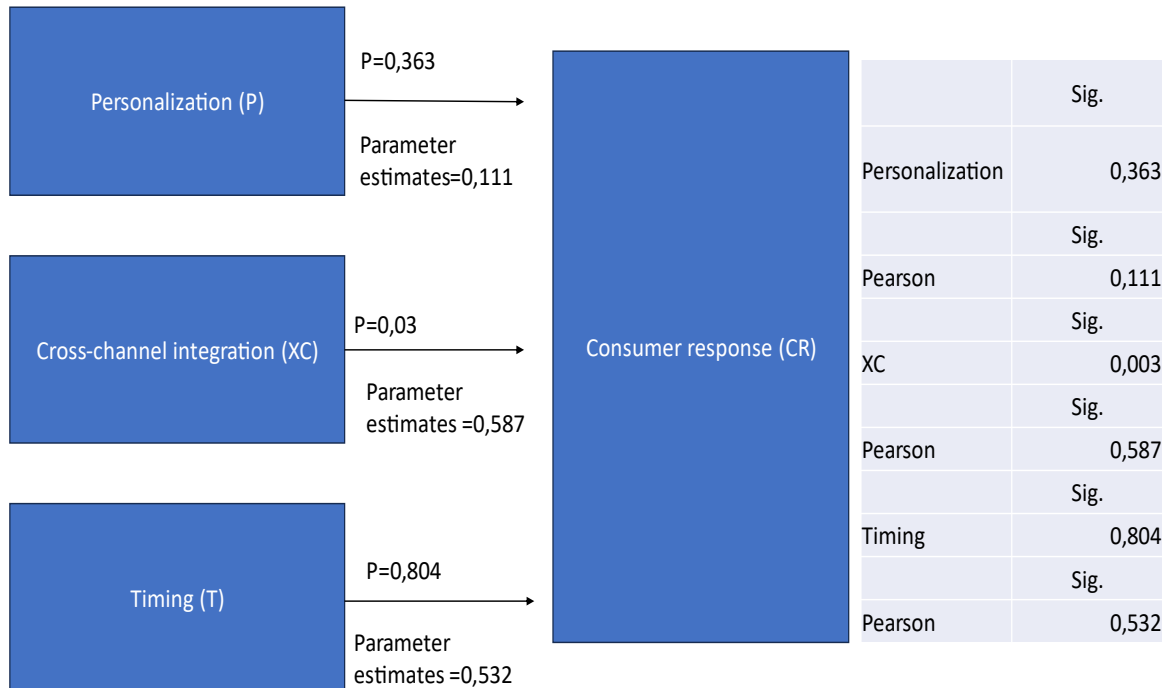 Personalization (P)
P=0,363
Parameter
estimates=0,111
Cross-channel integration (XC)
P=0,03
Parameter
estimates =0,587
Timing (T)
P=0,804
Parameter
estimates =0,532
Consumer response (CR)
Sig.
Personalization 0,363
Sig.
Pearson 0,111
Sig.
XC 0,003
Sig.
Pearson 0,587
Sig.
Timing 0,804
Sig.
Pearson 0,532